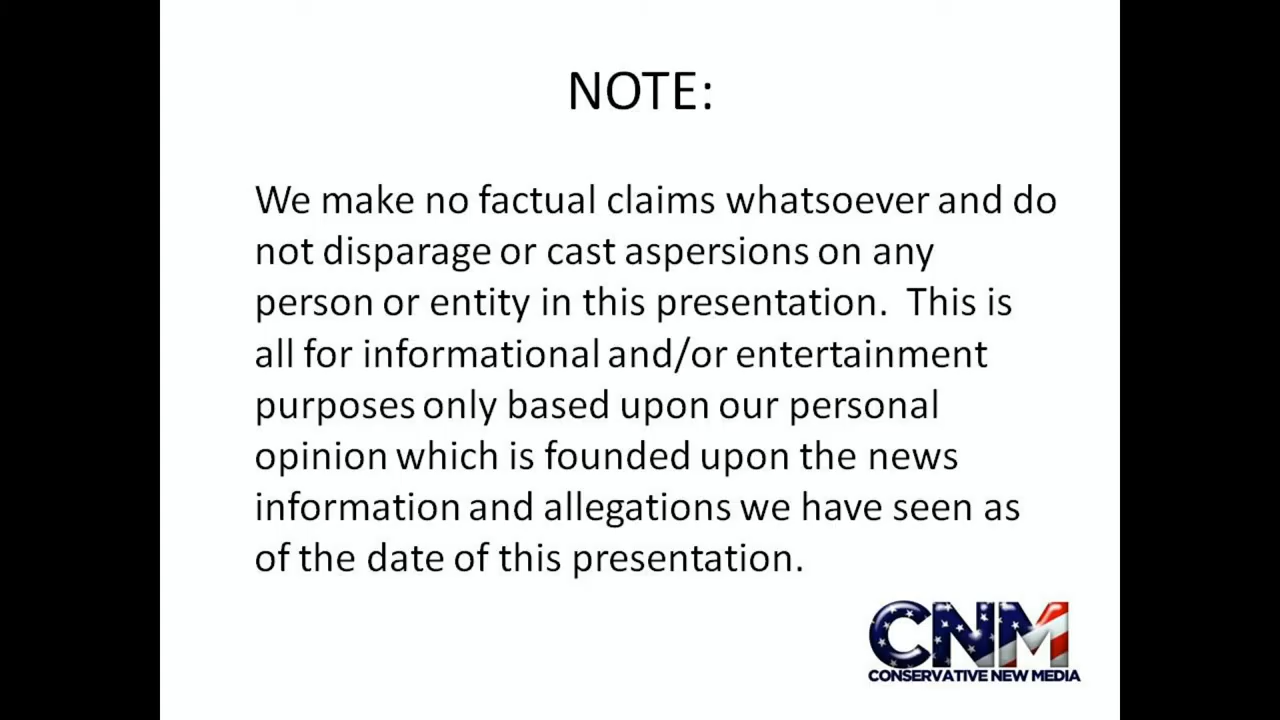 NOTE:
We make no factual claims whatsoever and do
not disparage or cast aspersions on any
person or entity in this presentation.  This is
all for informational and/or entertainment
purposes only based upon our personal
opinion which is founded upon the news
information and allegations we have seen as
of the date of this presentation.
CNM
CONSERVATIVE NEW MEDIA